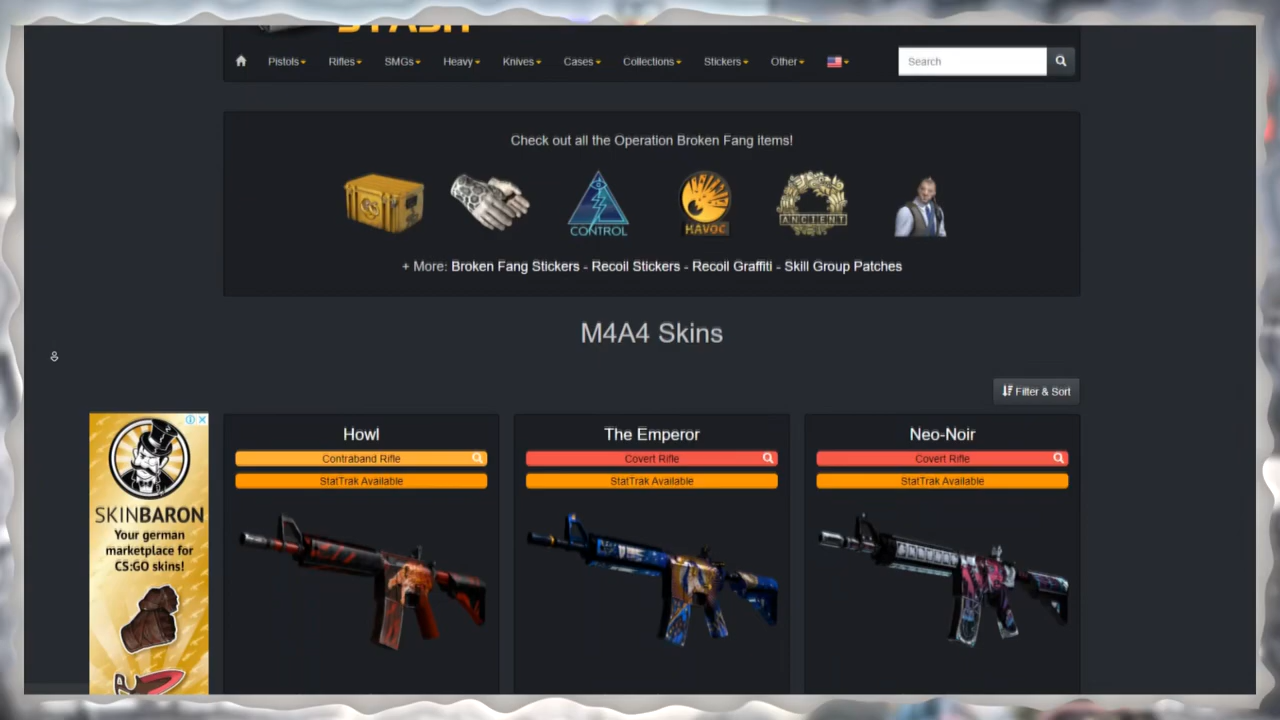 Pistols Rifles SMGs Heavy Knives Cases Collections Stickers Other Search
Check out all the Operation Broken Fang items!
CONTROL HAVOC ANCIENT
+ More: Broken Fang Stickers - Recoil Stickers - Recoil Graffiti - Skill Group Patches
M4A4 Skins
Filter & Sort
SKINBARON
Your german
marketplace for
CS:GO skins!
Howl
Contraband Rifle
StatTrak Available
The Emperor
Covert Rifle
StatTrak Available
Neo-Noir
Covert Rifle
StatTrak Available